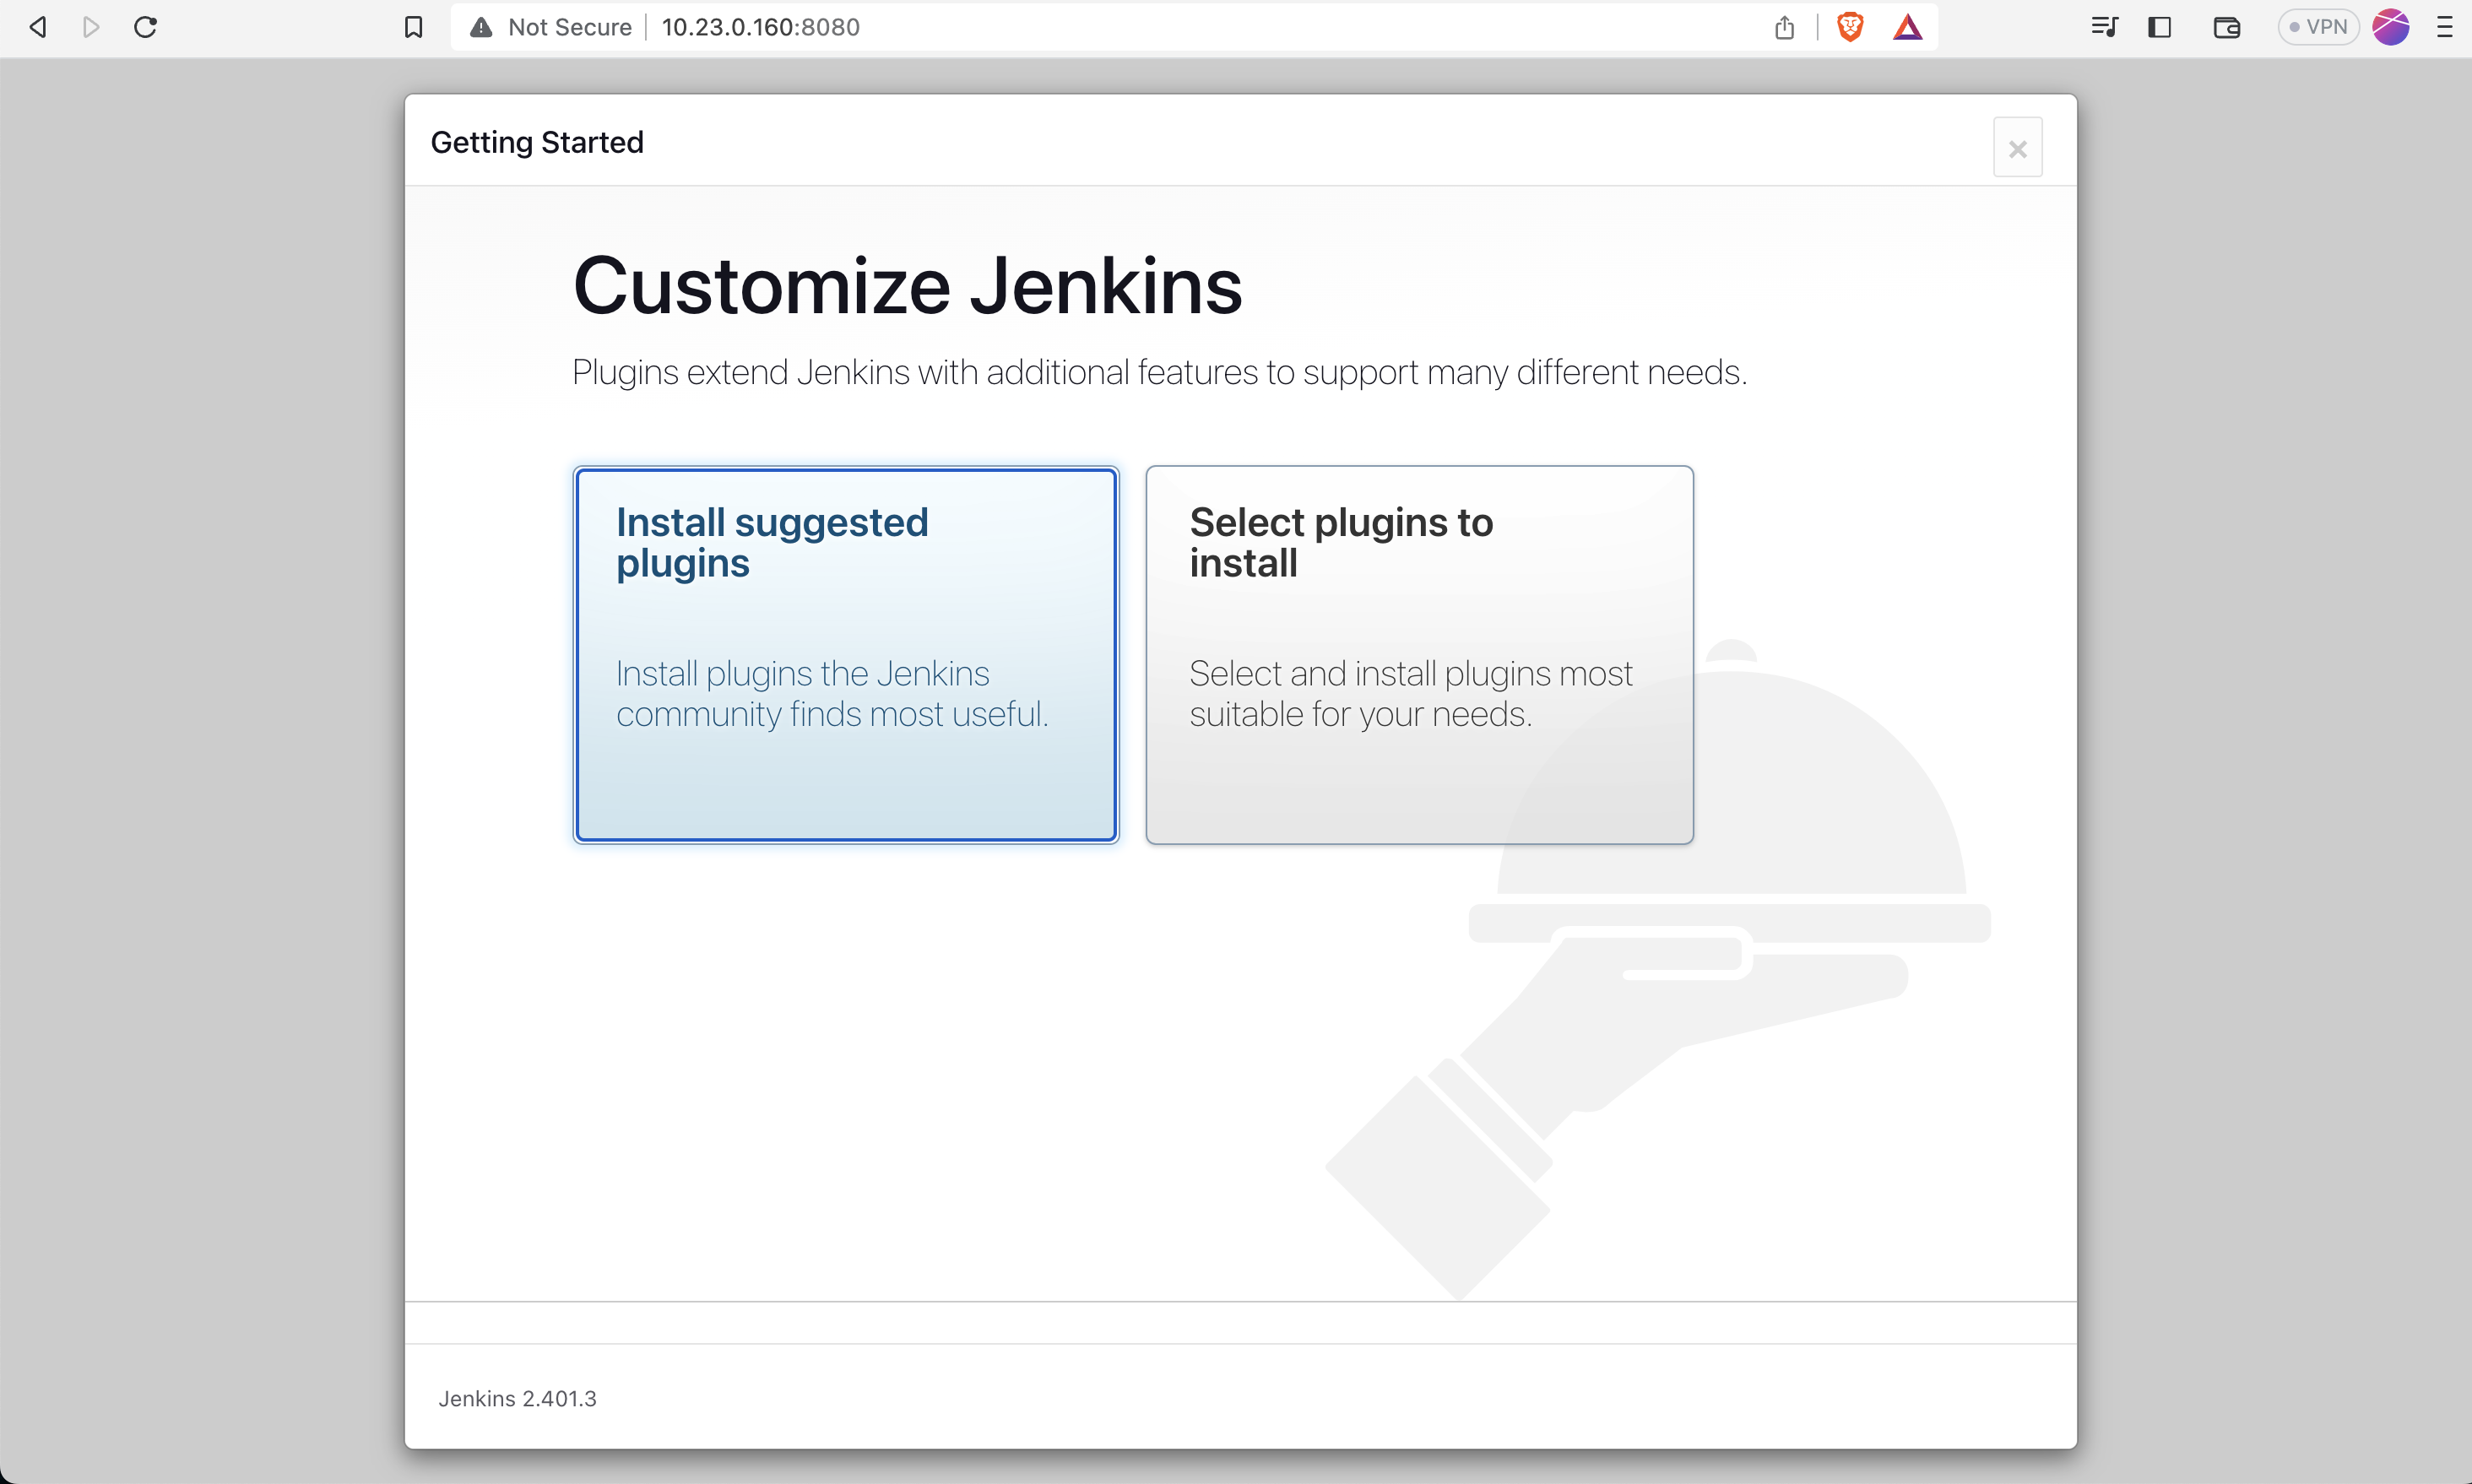 Not Secure
10.23.0.160:8080
VPN
Getting Started
×
Customize Jenkins
Plugins extend Jenkins with additional features to support many different needs.
Install suggested
plugins
Install plugins the Jenkins
community finds most useful.
Select plugins to
install
Select and install plugins most
suitable for your needs.
Jenkins 2.401.3